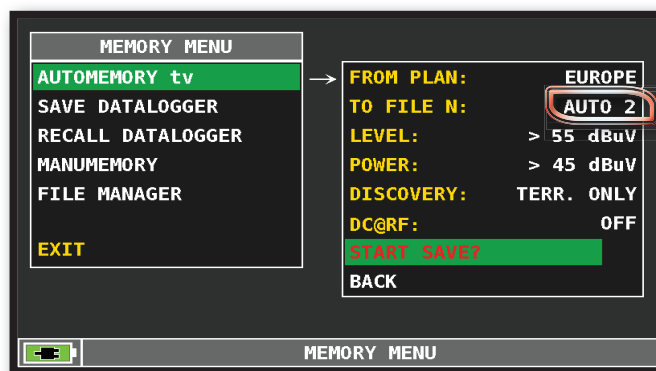 MEMORY MENU
AUTOMEMORY tv
SAVE DATALOGGER
RECALL DATALOGGER
MANUMEMORY
FILE MANAGER
EXIT
FROM PLAN: EUROPE
TO FILE N: AUTO 2
LEVEL: > 55 dBuV
POWER: > 45 dBuV
DISCOVERY: TERR. ONLY
DC@RF: OFF
START SAVE?
BACK
MEMORY MENU